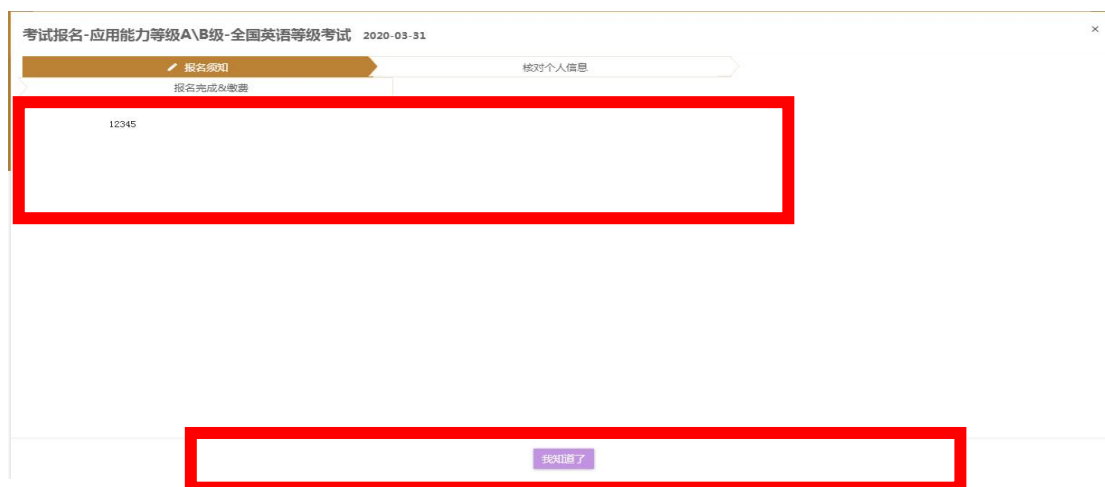 考试报名-应用能力等级A\B级-全国英语等级考试 2020-03-31
×
报名须知
核对个人信息
报名完成&缴费
12345
我知道了